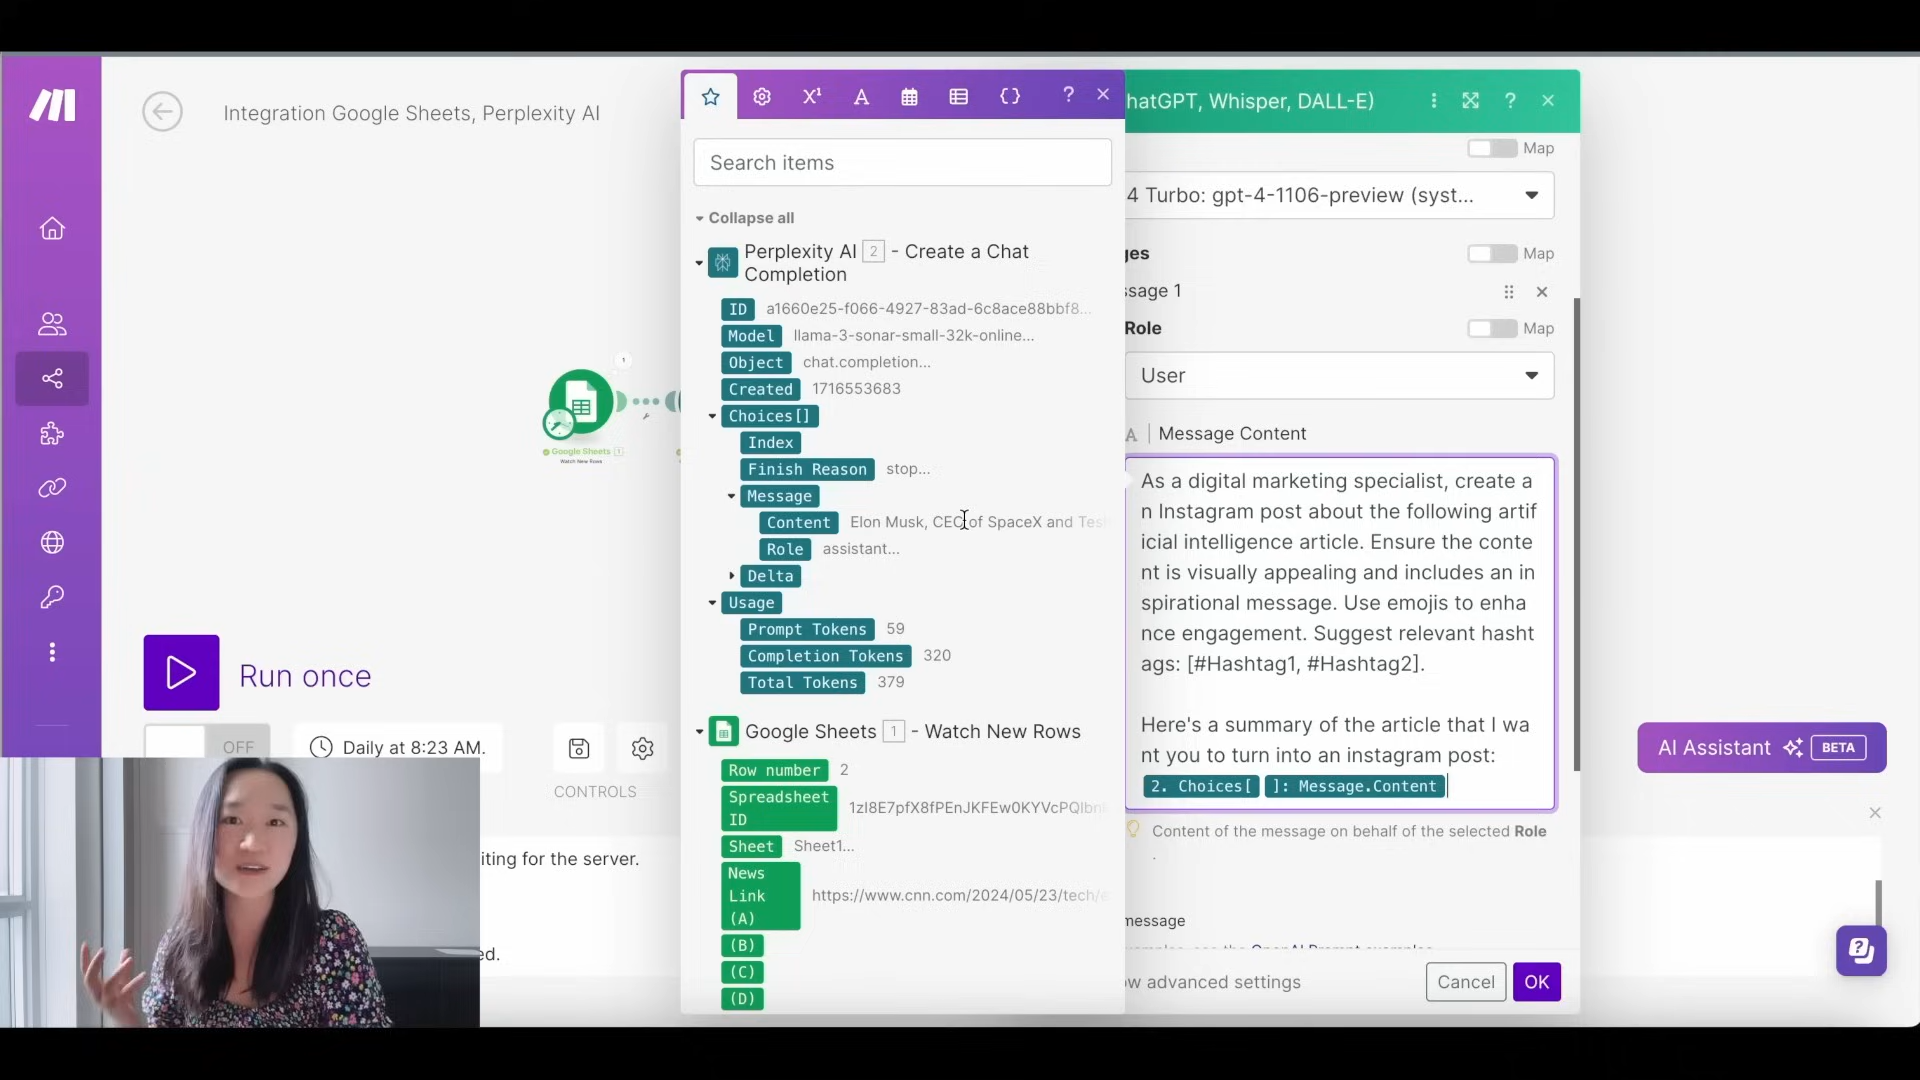 Integration Google Sheets, Perplexity AI
1
Google Sheets 1
Watch New Rows
Run once
OFF
Daily at 8:23 AM.
CONTROLS
iting for the server.
ed.
X¹ A {} ?
Search items
Collapse all
Perplexity AI 2 - Create a Chat
Completion
ID a1660e25-f066-4927-83ad-6c8ace88bbf8...
Model llama-3-sonar-small-32k-online...
Object chat.completion...
Created 1716553683
Choices[]
Index
Finish Reason stop...
Message
Content Elon Musk, CEO of SpaceX and Tesl
Role assistant...
Delta
Usage
Prompt Tokens 59
Completion Tokens 320
Total Tokens 379
Google Sheets 1 - Watch New Rows
Row number 2
Spreadsheet
ID
Sheet Sheet1...
News
Link
(A)
https://www.cnn.com/2024/05/23/tech/e
(B)
(C)
(D)
hatGPT, Whisper, DALL-E)
?
Map
4 Turbo: gpt-4-1106-preview (syst...
ges
Map
ssage 1
Role
Map
User
A | Message Content
As a digital marketing specialist, create a
n Instagram post about the following artif
icial intelligence article. Ensure the conte
nt is visually appealing and includes an in
spirational message. Use emojis to enha
nce engagement. Suggest relevant hasht
ags: [#Hashtag1, #Hashtag2].
Here's a summary of the article that I wa
nt you to turn into an instagram post:
2. Choices[ ]: Message.Content
Content of the message on behalf of the selected Role
.
message
ow advanced settings
Cancel
OK
AI Assistant BETA
?